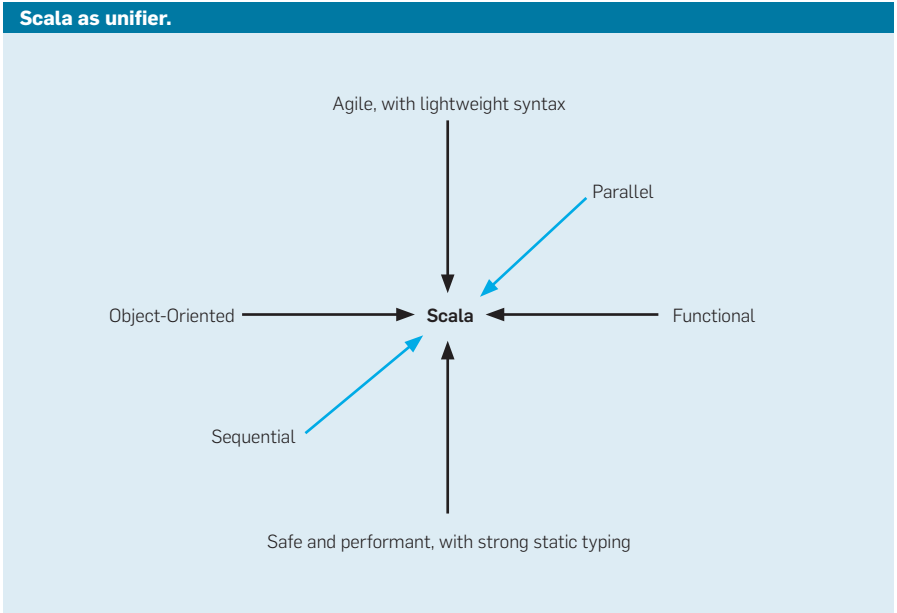 Scala as unifier.
Agile, with lightweight syntax
Parallel
Object-Oriented
Scala
Functional
Sequential
Safe and performant, with strong static typing